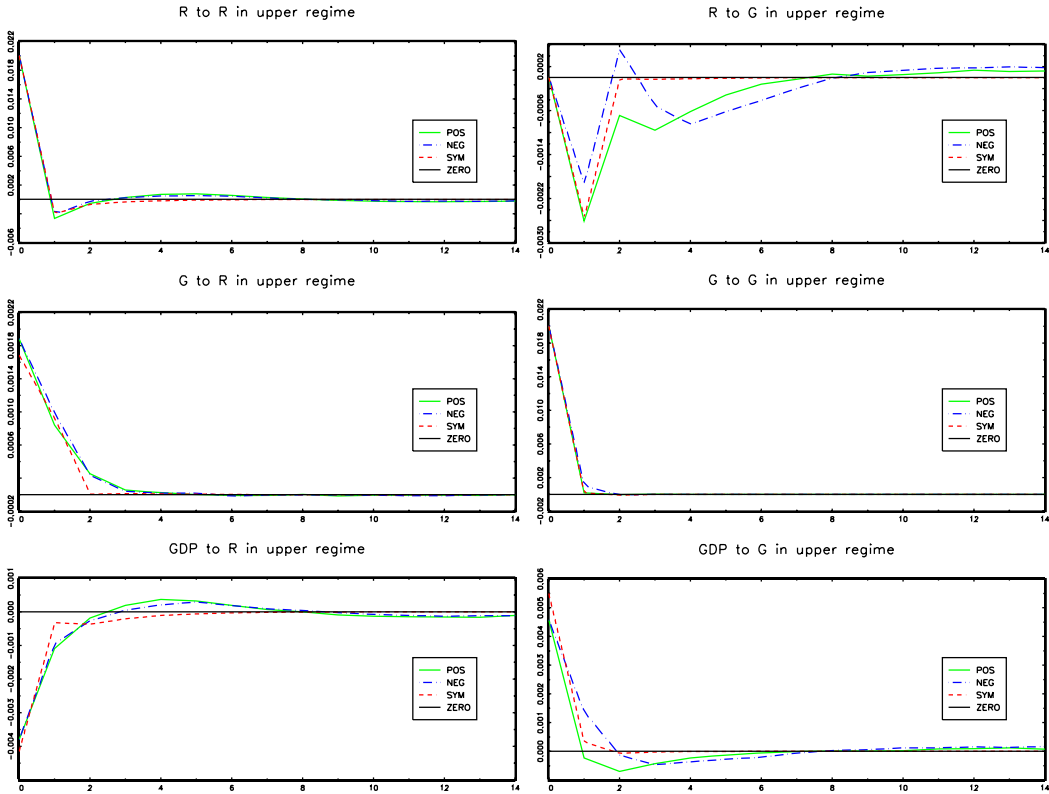 R to R in upper regime
0.022
0.018
0.014
0.010
0.006
0.002
-0.006
POS
NEG
SYM
ZERO
0 2 4 6 8 10 12 14
R to G in upper regime
0.0002
-0.0006
-0.0014
-0.0022
-0.0030
POS
NEG
SYM
ZERO
0 2 4 6 8 10 12 14
G to R in upper regime
0.0022
0.0018
0.0014
0.0010
0.0006
-0.0002
POS
NEG
SYM
ZERO
0 2 4 6 8 10 12 14
G to G in upper regime
0.022
0.018
0.014
0.010
0.006
0.002
-0.002
POS
NEG
SYM
ZERO
0 2 4 6 8 10 12 14
GDP to R in upper regime
0.001
0.000
-0.001
-0.002
-0.003
-0.004
POS
NEG
SYM
ZERO
0 2 4 6 8 10 12 14
GDP to G in upper regime
0.006
0.005
0.004
0.003
0.002
0.001
0.000
POS
NEG
SYM
ZERO
0 2 4 6 8 10 12 14